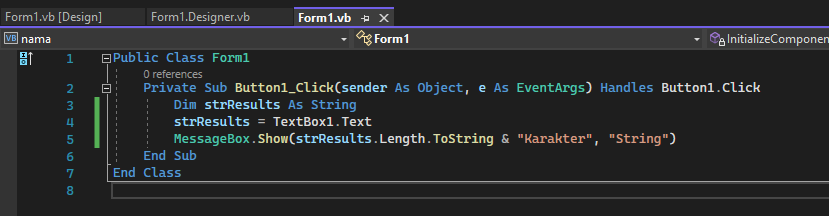 Form1.vb [Design] Form1.Designer.vb Form1.vb
VB nama Form1 InitializeComponen
1 Public Class Form1
0 references
2 Private Sub Button1_Click(sender As Object, e As EventArgs) Handles Button1.Click
3 Dim strResults As String
4 strResults = TextBox1.Text
5 MessageBox.Show(strResults.Length.ToString & "Karakter", "String")
6 End Sub
7 End Class
8